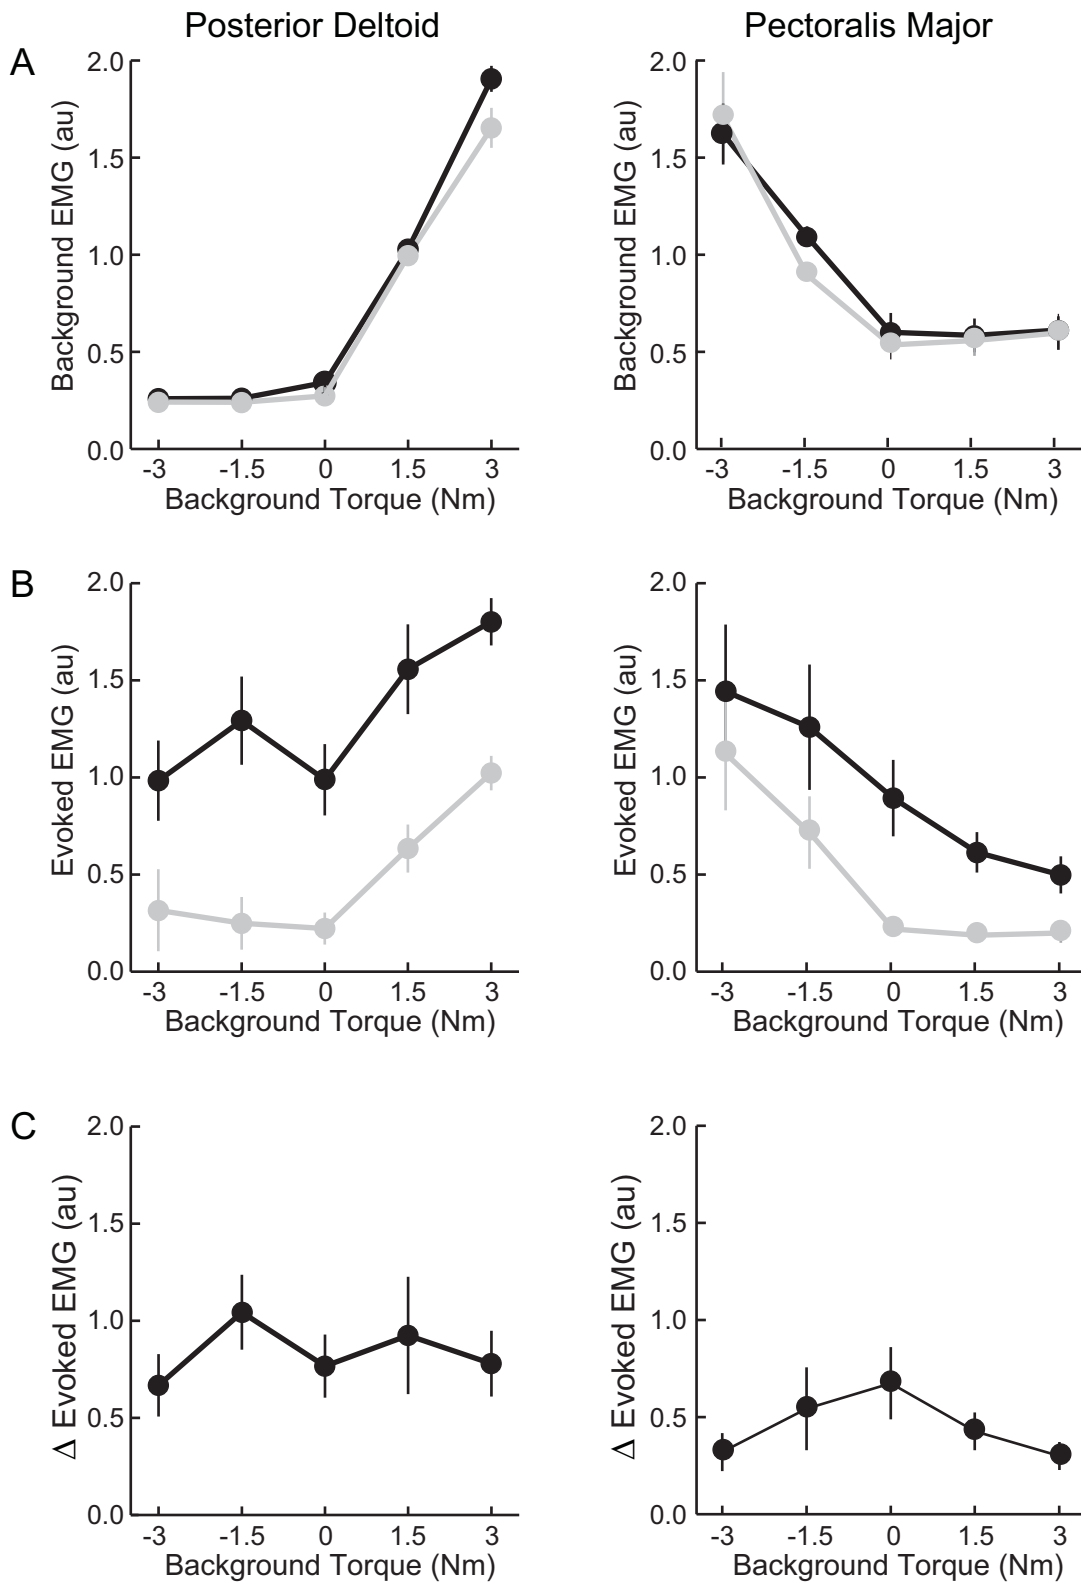 Posterior Deltoid
Pectoralis Major
A
2.0
1.5
1.0
0.5
0.0
Background EMG (au)
-3 -1.5 0 1.5 3
Background Torque (Nm)
2.0
1.5
1.0
0.5
0.0
Background EMG (au)
-3 -1.5 0 1.5 3
Background Torque (Nm)
B
2.0
1.5
1.0
0.5
0.0
Evoked EMG (au)
-3 -1.5 0 1.5 3
Background Torque (Nm)
2.0
1.5
1.0
0.5
0.0
Evoked EMG (au)
-3 -1.5 0 1.5 3
Background Torque (Nm)
C
2.0
1.5
1.0
0.5
0.0
Δ Evoked EMG (au)
-3 -1.5 0 1.5 3
Background Torque (Nm)
2.0
1.5
1.0
0.5
0.0
Δ Evoked EMG (au)
-3 -1.5 0 1.5 3
Background Torque (Nm)